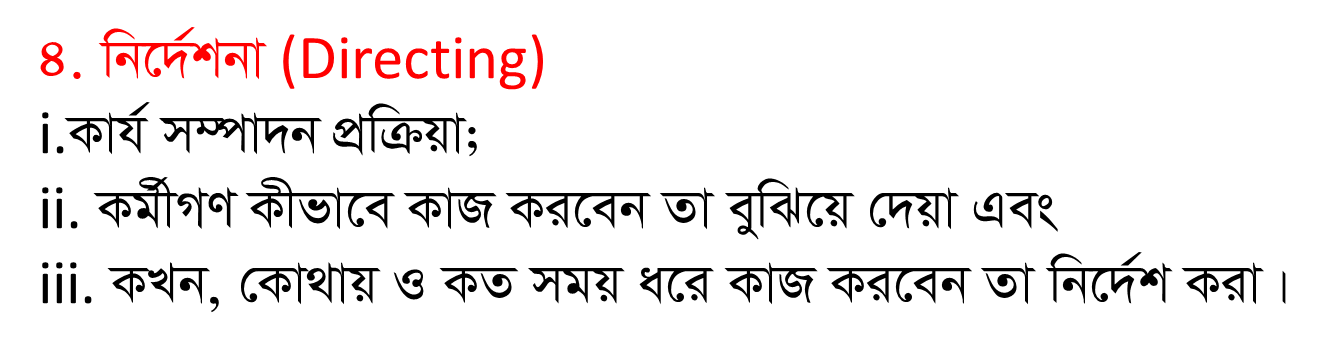 ৪. নির্দেশনা (Directing)
i.কার্য সম্পাদন প্রক্রিয়া;
ii. কর্মীগণ কীভাবে কাজ করবেন তা বুঝিয়ে দেয়া এবং
iii. কখন, কোথায় ও কত সময় ধরে কাজ করবেন তা নির্দেশ করা।